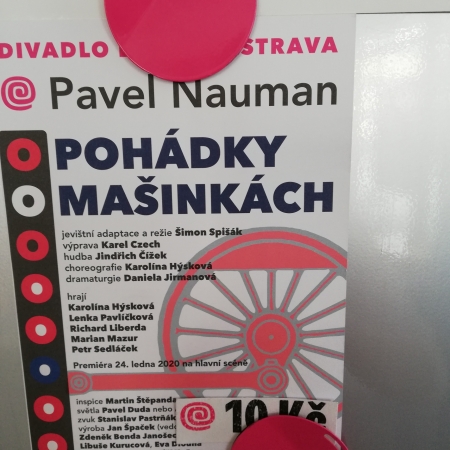 DIVADLO STRAVA
Pavel Nauman
POHÁDKY
MAŠINKÁCH
jevištní adaptace a režie Šimon Spišák
výprava Karel Czech
hudba Jindřich Čížek
choreografie Karolína Hýsková
dramaturgie Daniela Jirmanová
hrají
Karolína Hýsková
Lenka Pavlíčková
Richard Liberda
Marian Mazur
Petr Sedláček
Premiéra 24. ledna 2020 na hlavní scéně
inspice Martin Štěpanda
světla Pavel Duda nebo
zvuk Stanislav Pastrňák
výroba Jan Špaček (vedo
Zdeněk Benda Janošec
Libuše Kurucová, Eva
10 Kč